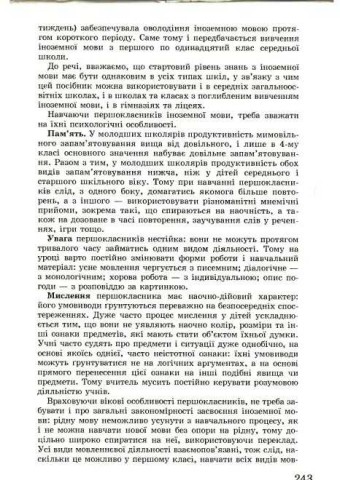 тиждень) забезпечувала оволодіння іноземною мовою протя-
гом короткого періоду. Саме тому і передбачається вивчення
іноземної мови з першого по одинадцятий клас середньої
школи.
До речі, вважаємо, що стартовий рівень знань з іноземної
мови має бути однаковим в усіх типах шкіл, у зв'язку з чим
цей посібник можна використовувати і в середніх загальноос-
вітніх школах, і в школах та класах з поглибленим вивченням
іноземної мови, і в гімназіях та ліцеях.
Навчаючи першокласників іноземної мови, треба зважати
на їхні психологічні особливості.
Пам'ять. У молодших школярів продуктивність мимовіль-
ного запам'ятовування вища від довільного, і лише в 4-му
класі основного значення набуває довільне запам'ятовуван-
ня. Разом з тим, у молодших школярів продуктивність обох
видів запам'ятовування нижча, ніж у дітей середнього і
старшого шкільного віку. Тому при навчанні першокласни-
ків слід, з одного боку, домагатись якомога більше повто-
рень, а з іншого — використовувати різноманітні мнемічні
прийоми, зокрема такі, що спираються на наочність, а та-
кож на дозоване в часі повторення, заучування слів у речен-
нях, ігри тощо.
Увага першокласників нестійка: вони не можуть протягом
тривалого часу займатись одним видом діяльності. Тому на
уроці варто постійно змінювати форми роботи і навчальний
матеріал: усне мовлення чергується з писемним; діалогічне —
з монологічним; хорова робота — з індивідуальною; опис по-
годи — з розповіддю за картинкою.
Мислення першокласника має наочно-дійовий характер:
його умовиводи ґрунтуються переважно на безпосередніх спос-
тереженнях. Дуже часто процес мислення у дітей ускладню-
ється тим, що вони не уявляють наочно колір, розміри та ін-
ші ознаки предметів, які мають стати об'єктом їхньої думки.
Учні часто судять про предмети і ситуації дуже однобічно, на
основі якоїсь однієї, часто неістотної ознаки: їхні умовиводи
можуть ґрунтуватися не на логічних аргументах, а на основі
прямого перенесення цієї ознаки на інші подібні явища чи
предмети. Тому вчитель мусить постійно керувати розумовою
діяльністю учнів.
Враховуючи вікові особливості першокласників, не треба за-
бувати і про загальні закономірності засвоєння іноземної мо-
ви: рідну мову неможливо усунути з навчального процесу, як
і не можна навчати нової мови без опори на рідну, тому до-
цільно широко спиратися на неї, використовуючи переклад.
Усі види мовленнєвої діяльності взаємопов'язані, тож слід, на-
скільки це можливо у першому класі, навчати всіх видів мов-
243